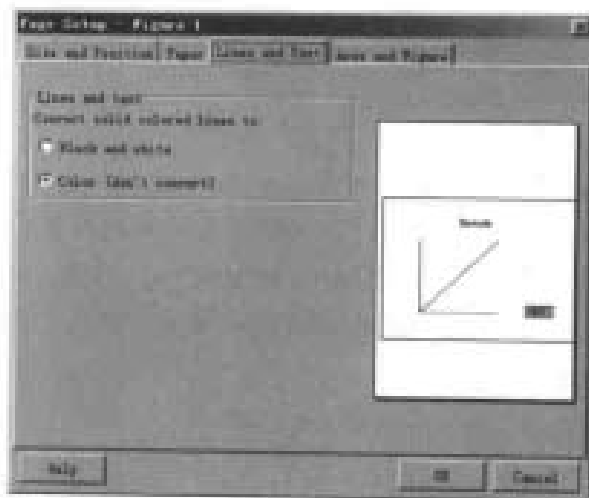 Page Setup - Figure 1
Size and Position Paper Lines and Text Axes and Figure
Lines and text
Convert solid colored lines to:
Black and white
Color (don't convert)
Help
OK
Cancel